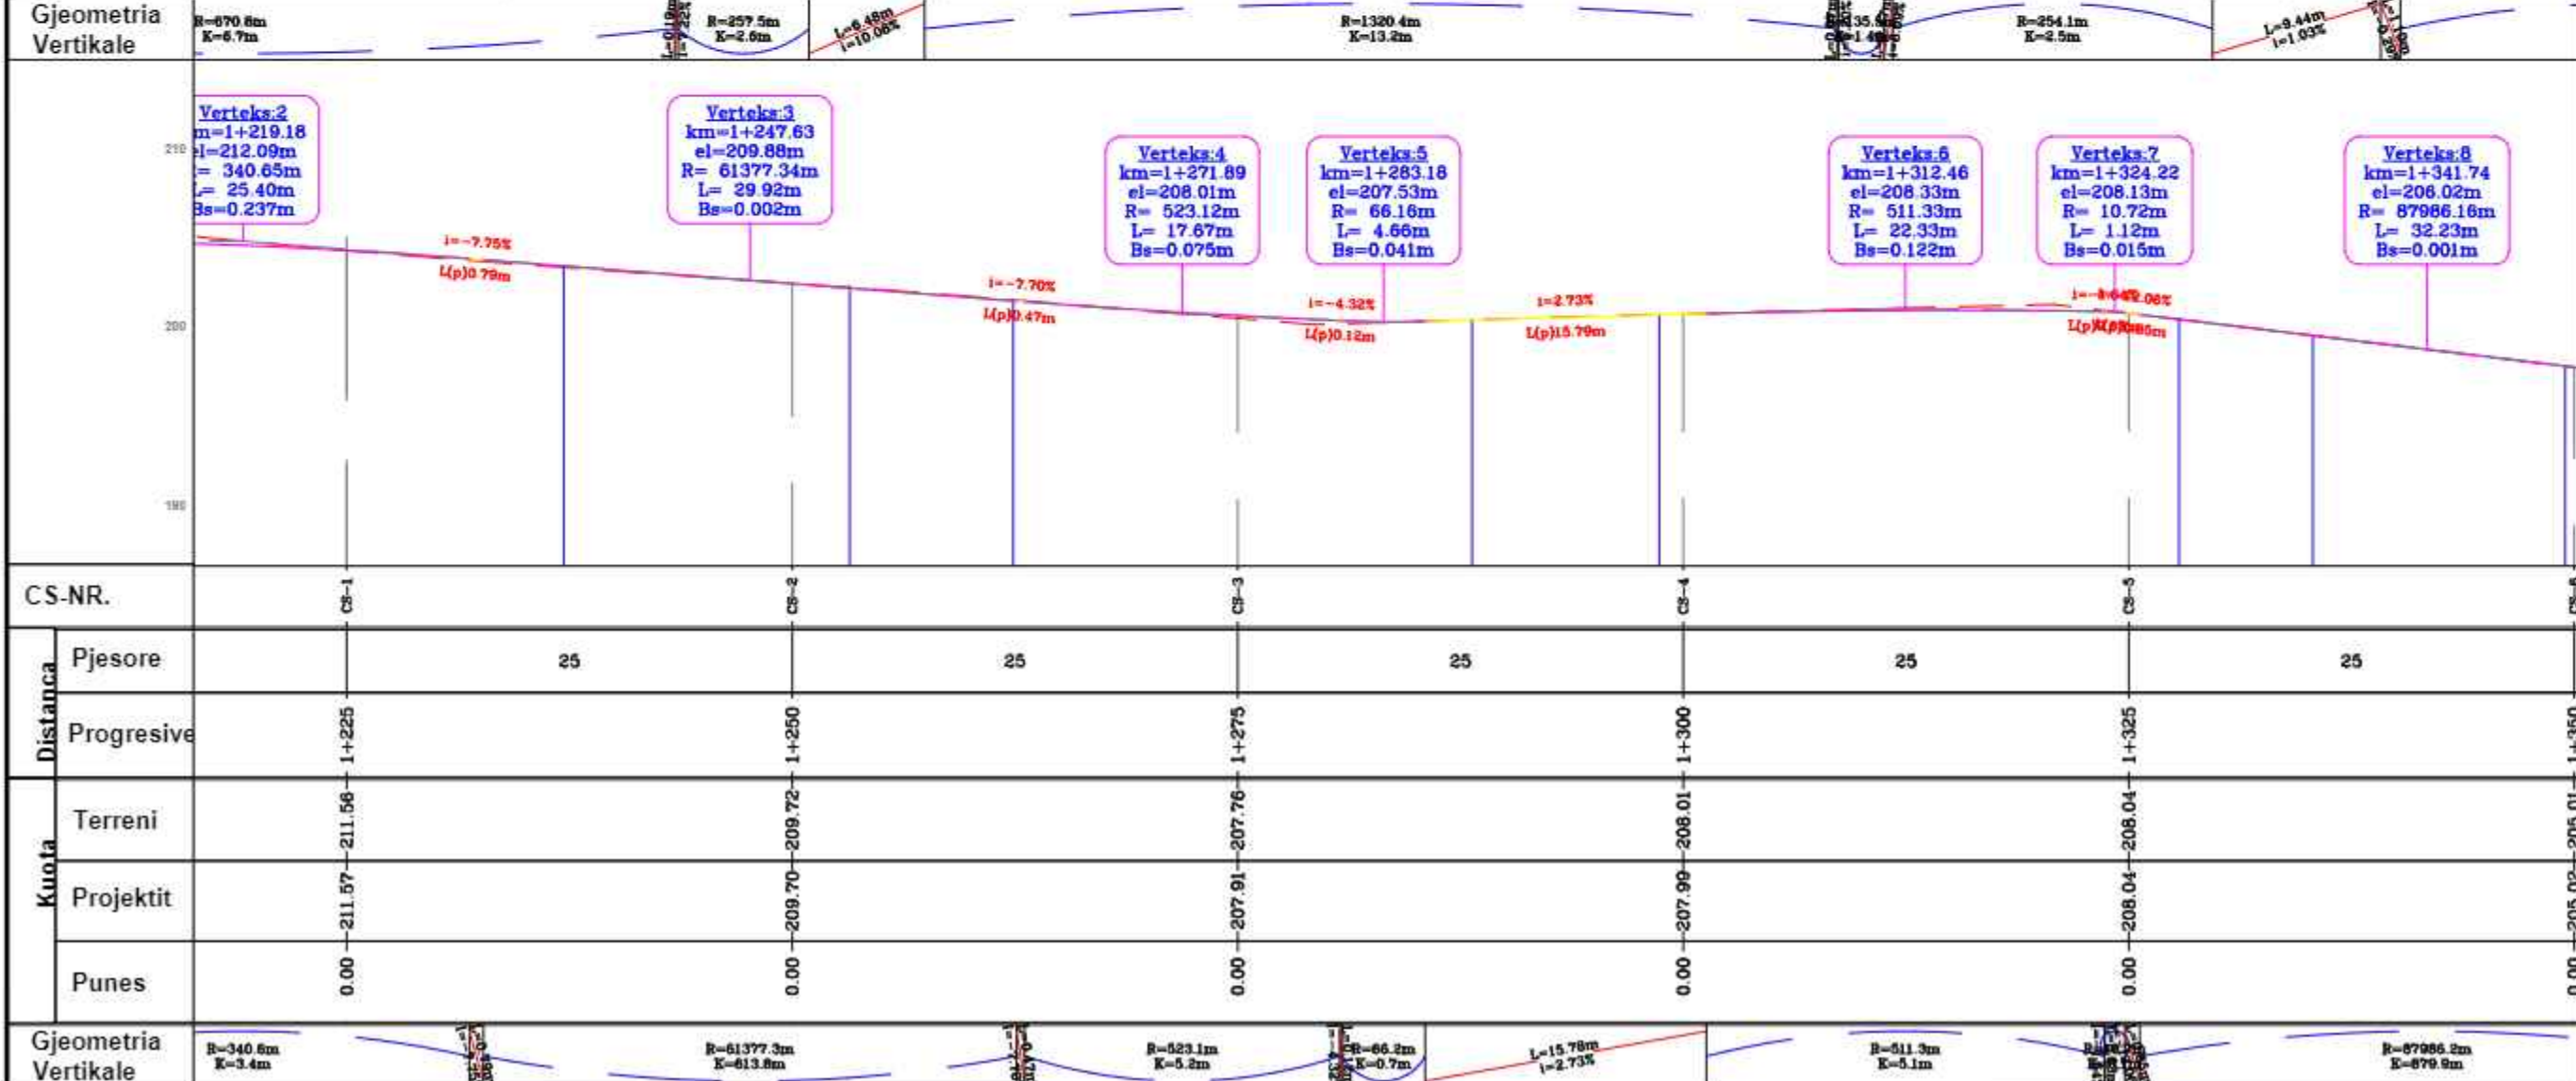 Gjeometria
Vertikale
R=670.8m
K=6.7m
R=257.5m
K=2.6m
L=6.48m
i=10.06%
R=1320.4m
K=13.2m
R=254.1m
K=2.5m
L=9.44m
i=1.03%
Verteks:2
m=1+219.18
el=212.09m
= 340.65m
L= 25.40m
Bs=0.237m
Verteks:3
km=1+247.63
el=209.88m
R= 61377.34m
L= 29.92m
Bs=0.002m
Verteks:4
km=1+271.89
el=208.01m
R= 523.12m
L= 17.67m
Bs=0.075m
Verteks:5
km=1+283.18
el=207.53m
R= 66.16m
L= 4.66m
Bs=0.041m
Verteks:6
km=1+312.46
el=208.33m
R= 511.33m
L= 22.33m
Bs=0.122m
Verteks:7
km=1+324.22
el=208.13m
R= 10.72m
L= 1.12m
Bs=0.015m
Verteks:8
km=1+341.74
el=206.02m
R= 87986.16m
L= 32.23m
Bs=0.001m
210
200
190
i=-7.75%
L(p)0.79m
i=-7.70%
L(p)0.47m
i=-4.32%
L(p)0.12m
i=2.73%
L(p)15.79m
CS-NR.
cs-1
cs-2
cs-3
cs-4
cs-5
Distanca
Pjesore
25
25
25
25
25
Progresive
1+225
1+250
1+275
1+300
1+325
1+350
Kuota
Terreni
211.56
209.72
207.76
208.01
208.04
Projektit
211.57
209.70
207.91
207.99
208.04
Punes
0.00
0.00
0.00
0.00
0.00
0.00
Gjeometria
Vertikale
R=340.6m
K=3.4m
R=61377.3m
K=613.8m
R=523.1m
K=5.2m
R=66.2m
K=0.7m
L=15.78m
i=2.73%
R=511.3m
K=5.1m
R=87986.2m
K=879.9m